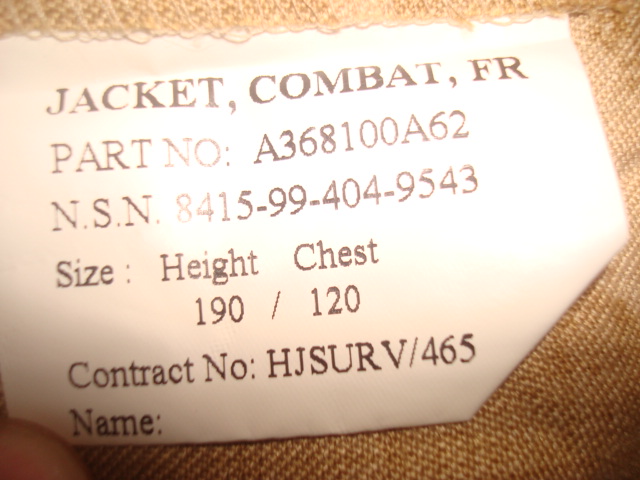 JACKET, COMBAT, FR
PART NO: A368100A62
N.S.N. 8415-99-404-9543
Size : Height Chest
190 / 120
Contract No: HJSURV/465
Name: